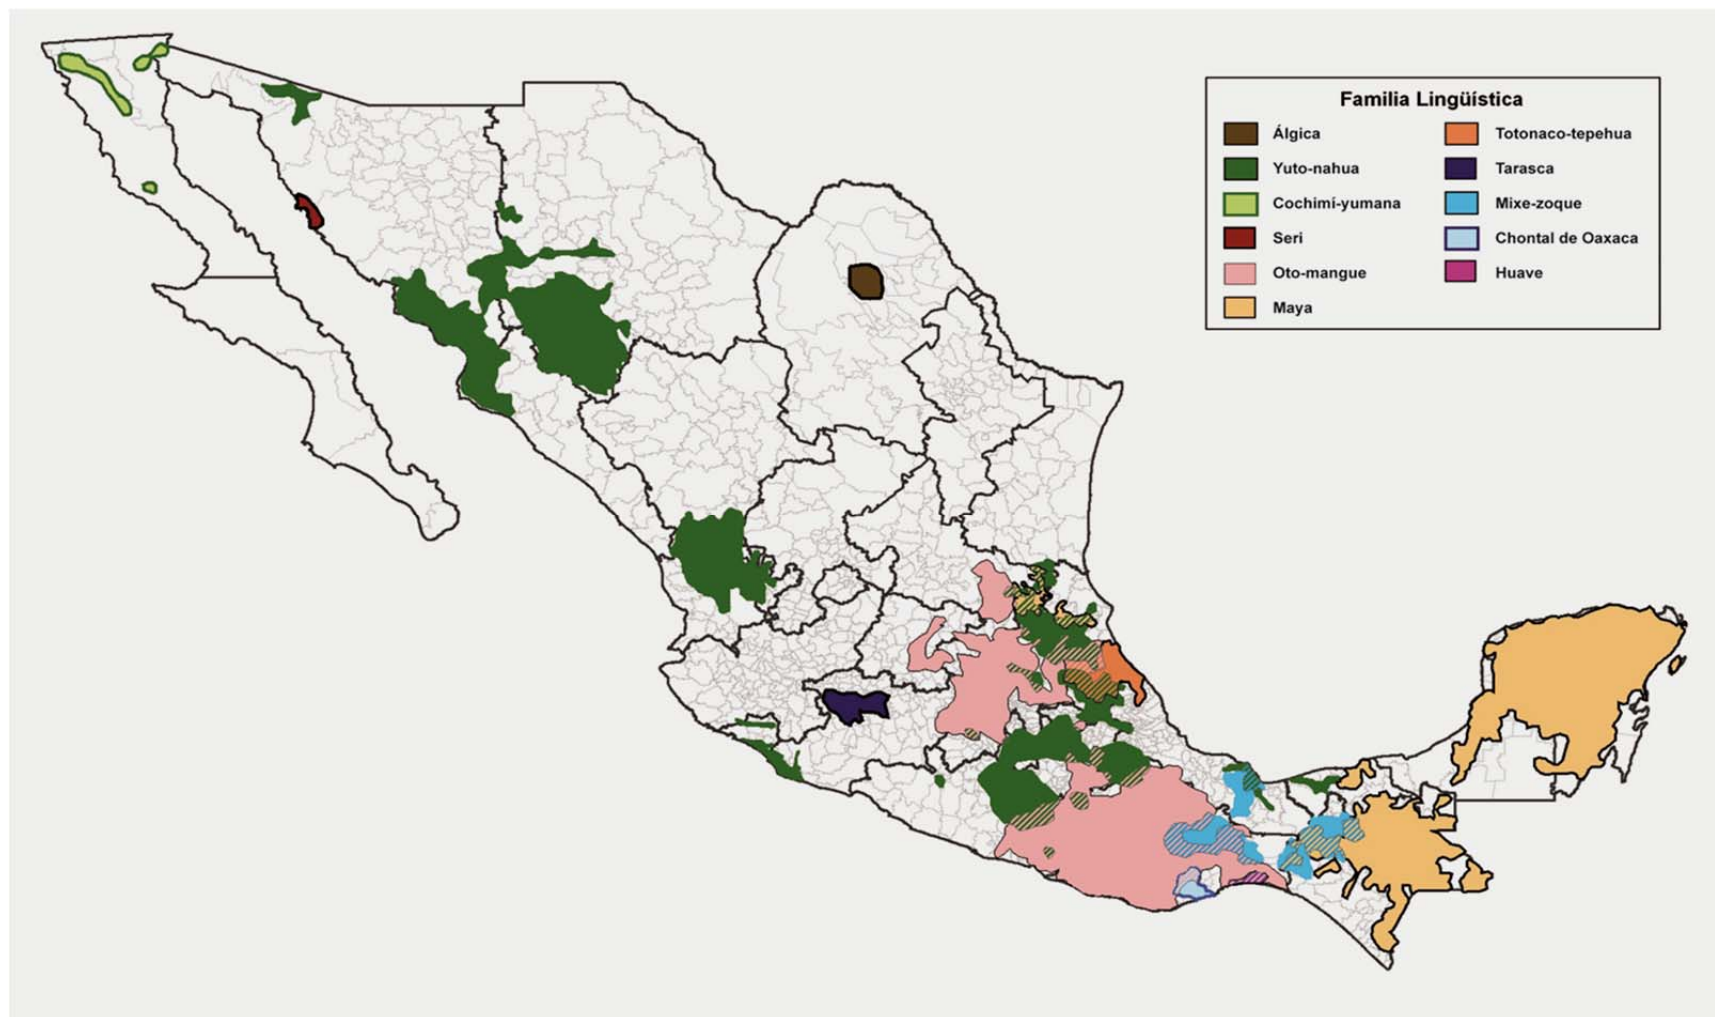 Familia Lingüística
Álgica
Yuto-nahua
Cochimí-yumana
Seri
Oto-mangue
Maya
Totonaco-tepehua
Tarasca
Mixe-zoque
Chontal de Oaxaca
Huave